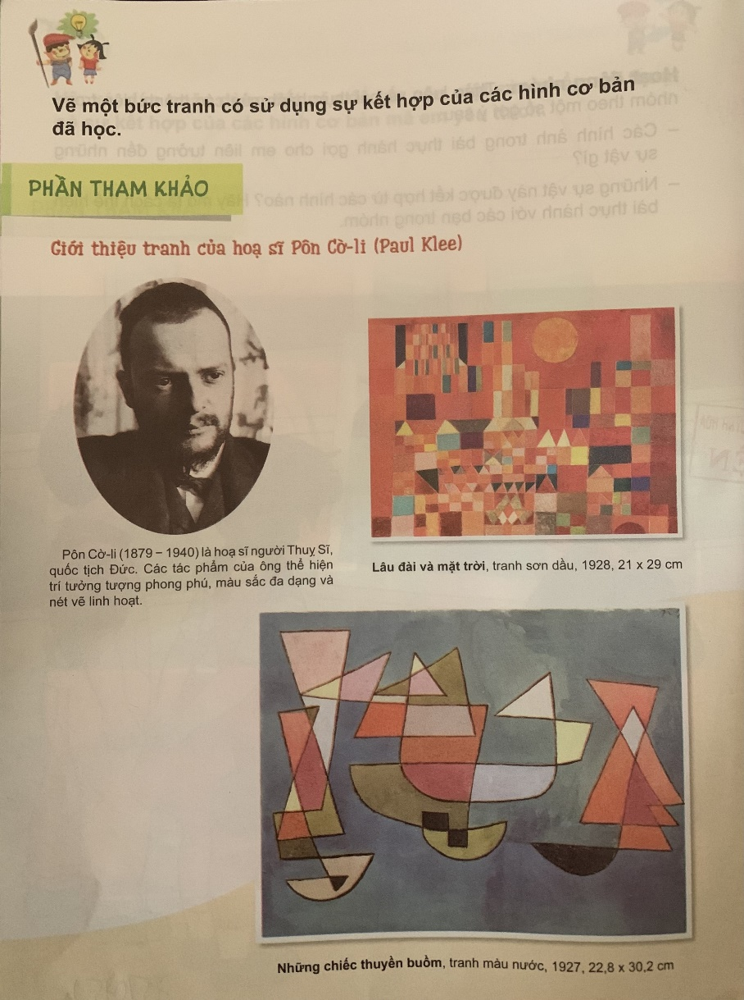 Vẽ một bức tranh có sử dụng sự kết hợp của các hình cơ bản
đã học.
PHẦN THAM KHẢO
Giới thiệu tranh của hoạ sĩ Pôn Cờ-li (Paul Klee)
Pôn Cờ-li (1879 – 1940) là hoạ sĩ người Thuỵ Sĩ,
quốc tịch Đức. Các tác phẩm của ông thể hiện
trí tưởng tượng phong phú, màu sắc đa dạng và
nét vẽ linh hoạt.
Lâu đài và mặt trời, tranh sơn dầu, 1928, 21 x 29 cm
Những chiếc thuyền buồm, tranh màu nước, 1927, 22,8 x 30,2 cm